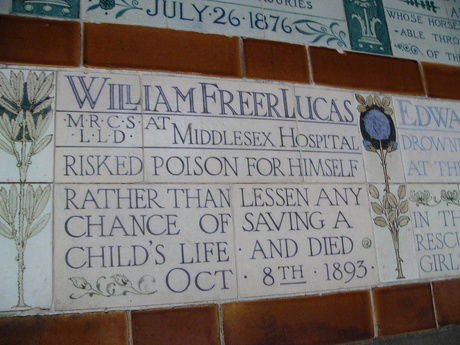 JULY·26·1876
WHOSE HORSE
ABLE THRO
OF T
WILLIAM FREER LUCAS
M·R·C·S·
L·L·D·
AT MIDDLESEX HOSPITAL
RISKED POISON FOR HIMSELF
RATHER THAN LESSEN ANY
CHANCE OF SAVING A
CHILD'S LIFE · AND DIED ·
OCT · 8TH · 1893 ·
EDWA
DROWN
AT THE
IN TH
RESCU
GIRLS